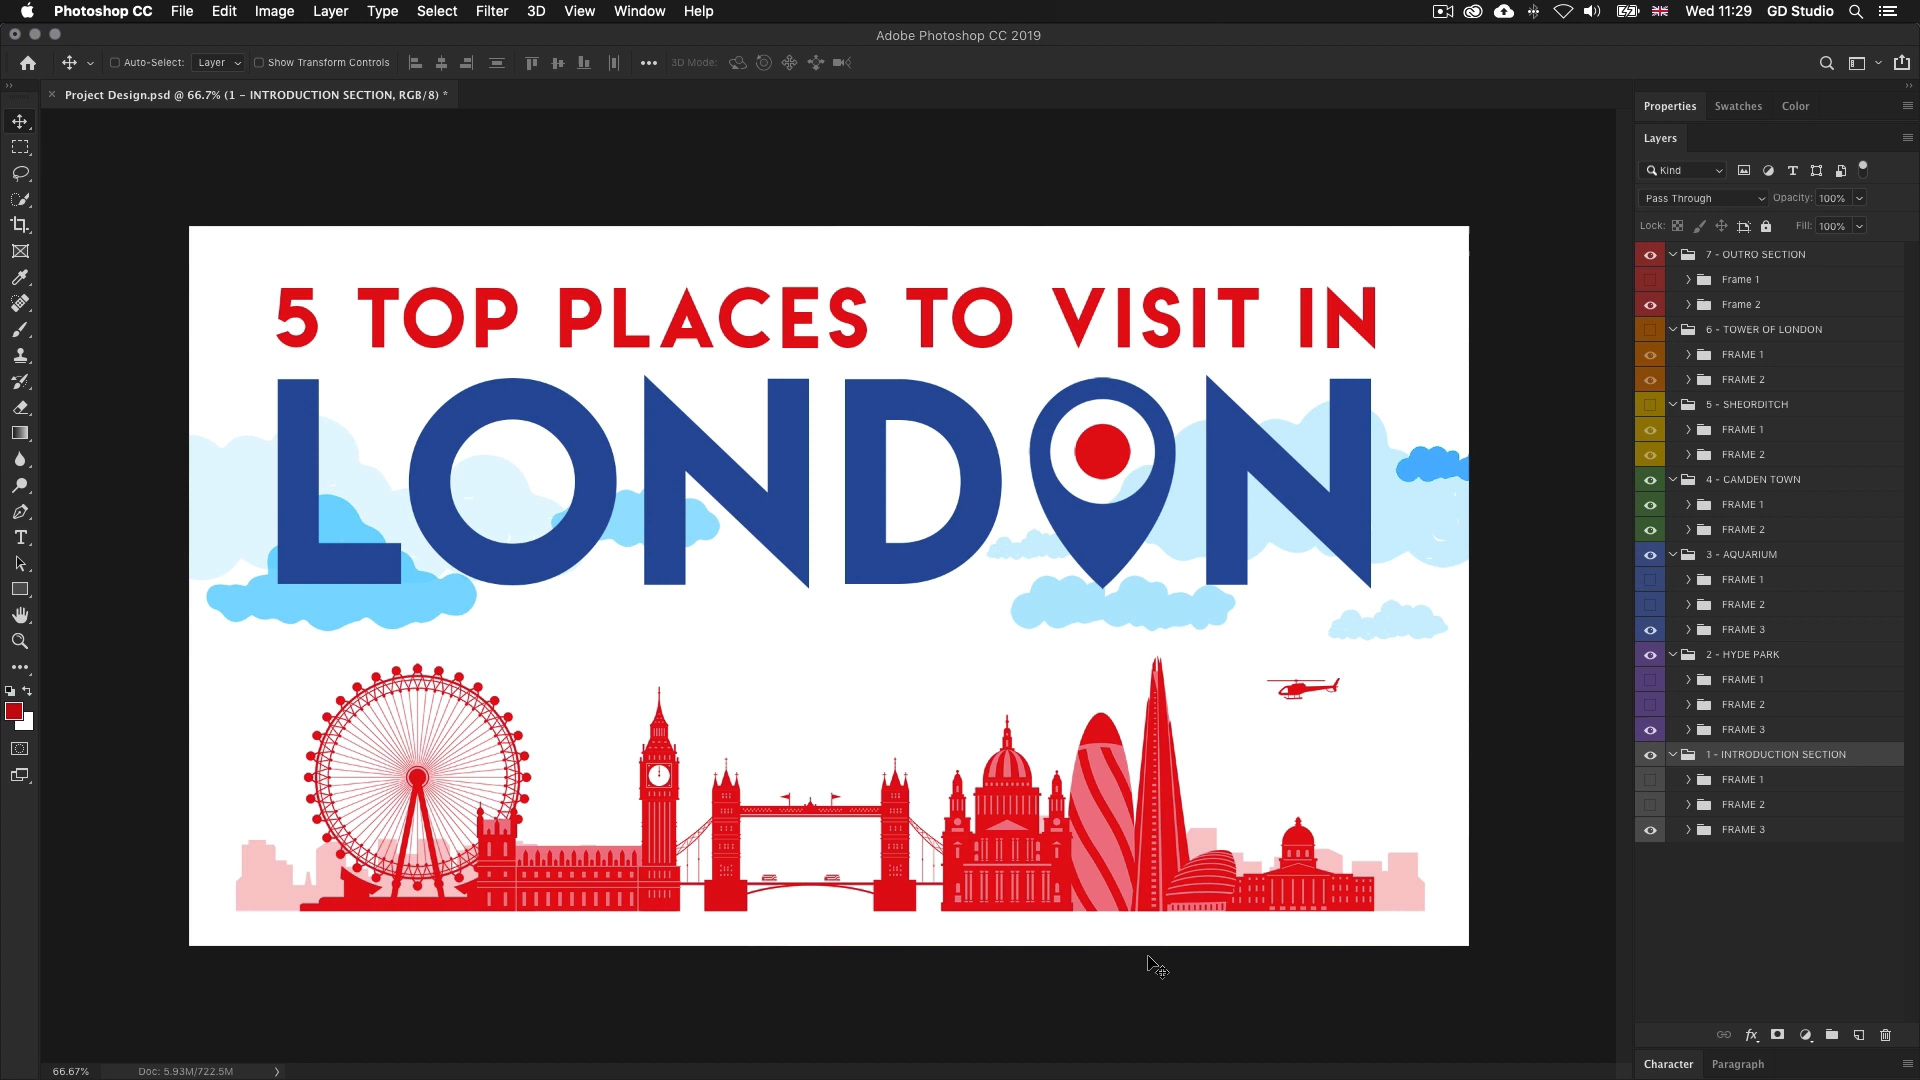 Photoshop CC File Edit Image Layer Type Select Filter 3D View Window Help Wed 11:29 GD Studio
Adobe Photoshop CC 2019
Auto-Select: Layer Show Transform Controls 3D Mode:
Project Design.psd @ 66.7% (1 - INTRODUCTION SECTION, RGB/8) *
5 TOP PLACES TO VISIT IN
LONDON
66.67% Doc: 5.93M/722.5M
Properties Swatches Color
Layers
Kind
Pass Through Opacity: 100%
Lock: Fill: 100%
7 - OUTRO SECTION
Frame 1
Frame 2
6 - TOWER OF LONDON
FRAME 1
FRAME 2
5 - SHEORDITCH
FRAME 1
FRAME 2
4 - CAMDEN TOWN
FRAME 1
FRAME 2
3 - AQUARIUM
FRAME 1
FRAME 2
FRAME 3
2 - HYDE PARK
FRAME 1
FRAME 2
FRAME 3
1 - INTRODUCTION SECTION
FRAME 1
FRAME 2
FRAME 3
Character Paragraph